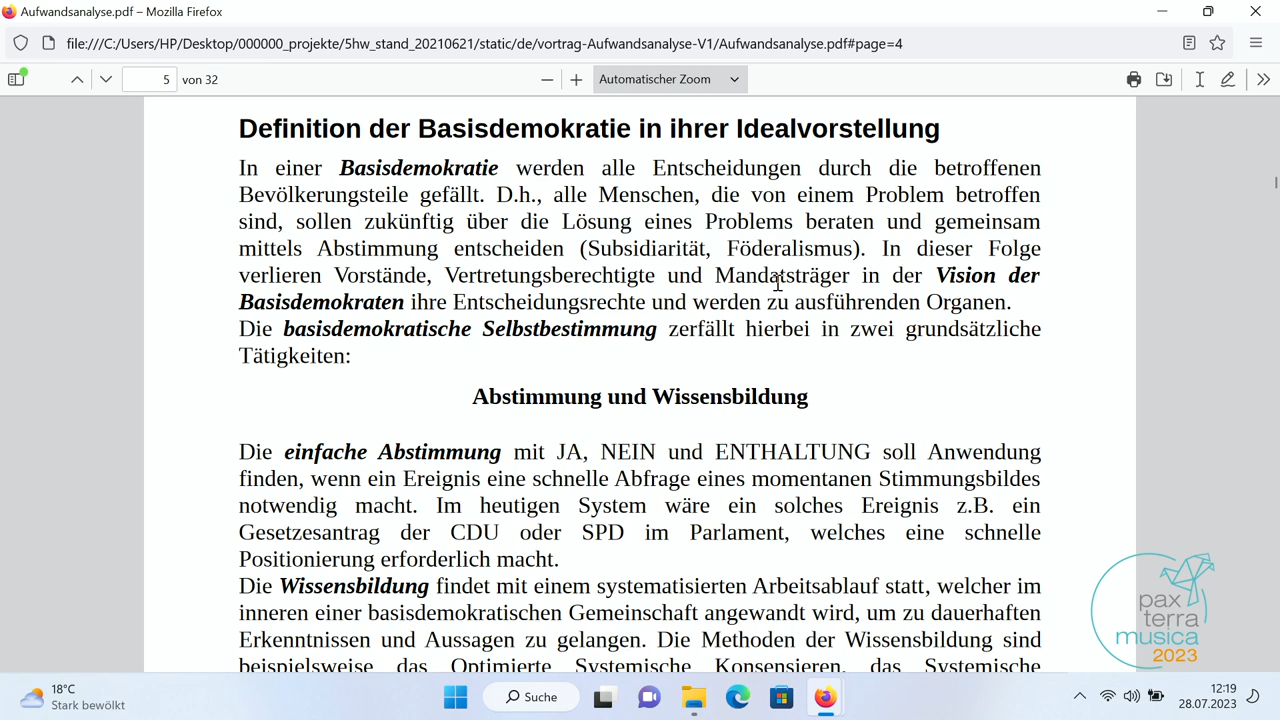 Aufwandsanalyse.pdf – Mozilla Firefox
file:///C:/Users/HP/Desktop/000000_projekte/5hw_stand_20210621/static/de/vortrag-Aufwandsanalyse-V1/Aufwandsanalyse.pdf#page=4
5 von 32 Automatischer Zoom
Definition der Basisdemokratie in ihrer Idealvorstellung
In einer Basisdemokratie werden alle Entscheidungen durch die betroffenen
Bevölkerungsteile gefällt. D.h., alle Menschen, die von einem Problem betroffen
sind, sollen zukünftig über die Lösung eines Problems beraten und gemeinsam
mittels Abstimmung entscheiden (Subsidiarität, Föderalismus). In dieser Folge
verlieren Vorstände, Vertretungsberechtigte und Mandatsträger in der Vision der
Basisdemokraten ihre Entscheidungsrechte und werden zu ausführenden Organen.
Die basisdemokratische Selbstbestimmung zerfällt hierbei in zwei grundsätzliche
Tätigkeiten:
Abstimmung und Wissensbildung
Die einfache Abstimmung mit JA, NEIN und ENTHALTUNG soll Anwendung
finden, wenn ein Ereignis eine schnelle Abfrage eines momentanen Stimmungsbildes
notwendig macht. Im heutigen System wäre ein solches Ereignis z.B. ein
Gesetzesantrag der CDU oder SPD im Parlament, welches eine schnelle
Positionierung erforderlich macht.
Die Wissensbildung findet mit einem systematisierten Arbeitsablauf statt, welcher im
inneren einer basisdemokratischen Gemeinschaft angewandt wird, um zu dauerhaften
Erkenntnissen und Aussagen zu gelangen. Die Methoden der Wissensbildung sind
beispielsweise das Optimierte Systemische Konsensieren, das Systemische
pax
terra
musica
2023
18°C
Stark bewölkt
Suche
12:19
28.07.2023